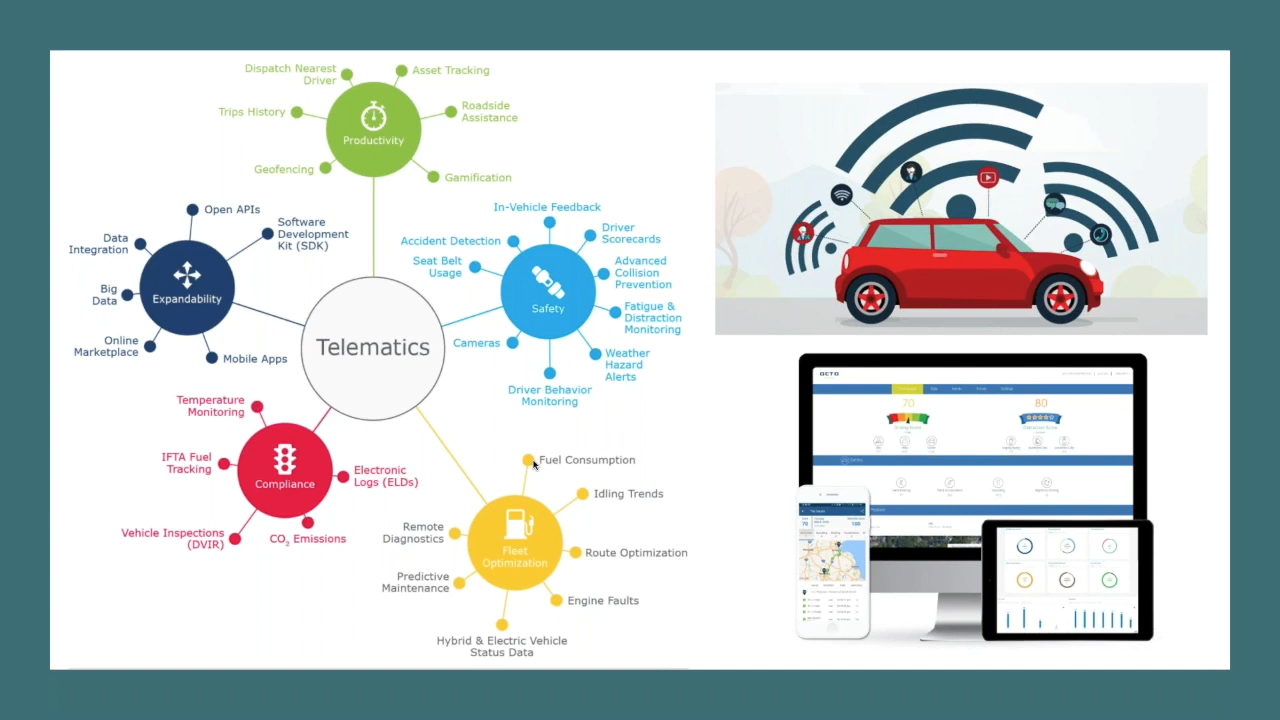 Dispatch Nearest
Driver
Asset Tracking
Trips History
Roadside
Assistance
Productivity
Geofencing
Gamification
Open APIs
Software
Development
Kit (SDK)
Data
Integration
Expandability
Big
Data
Online
Marketplace
Mobile Apps
In-Vehicle Feedback
Accident Detection
Driver
Scorecards
Seat Belt
Usage
Advanced
Collision
Prevention
Safety
Fatigue &
Distraction
Monitoring
Cameras
Weather
Hazard
Alerts
Driver Behavior
Monitoring
Telematics
Temperature
Monitoring
IFTA Fuel
Tracking
Compliance
Electronic
Logs (ELDs)
Vehicle Inspections
(DVIR)
CO2 Emissions
Fuel Consumption
Idling Trends
Remote
Diagnostics
Fleet
Optimization
Route Optimization
Predictive
Maintenance
Engine Faults
Hybrid & Electric Vehicle
Status Data
OCTO
70
80